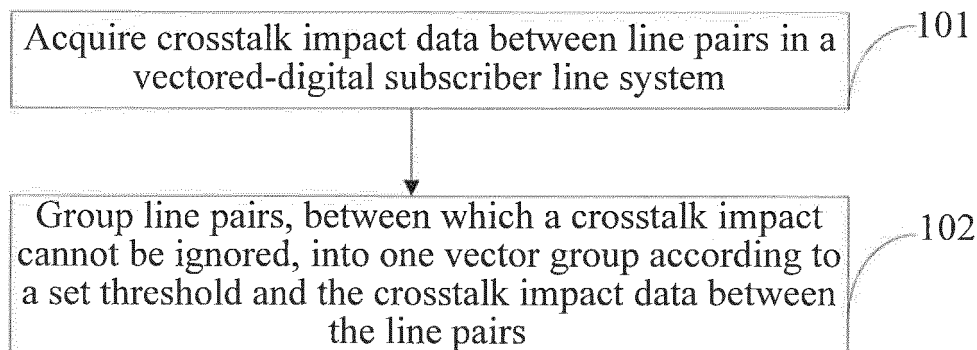 Acquire crosstalk impact data between line pairs in a
vectored-digital subscriber line system
101
Group line pairs, between which a crosstalk impact
cannot be ignored, into one vector group according to
a set threshold and the crosstalk impact data between
the line pairs
102